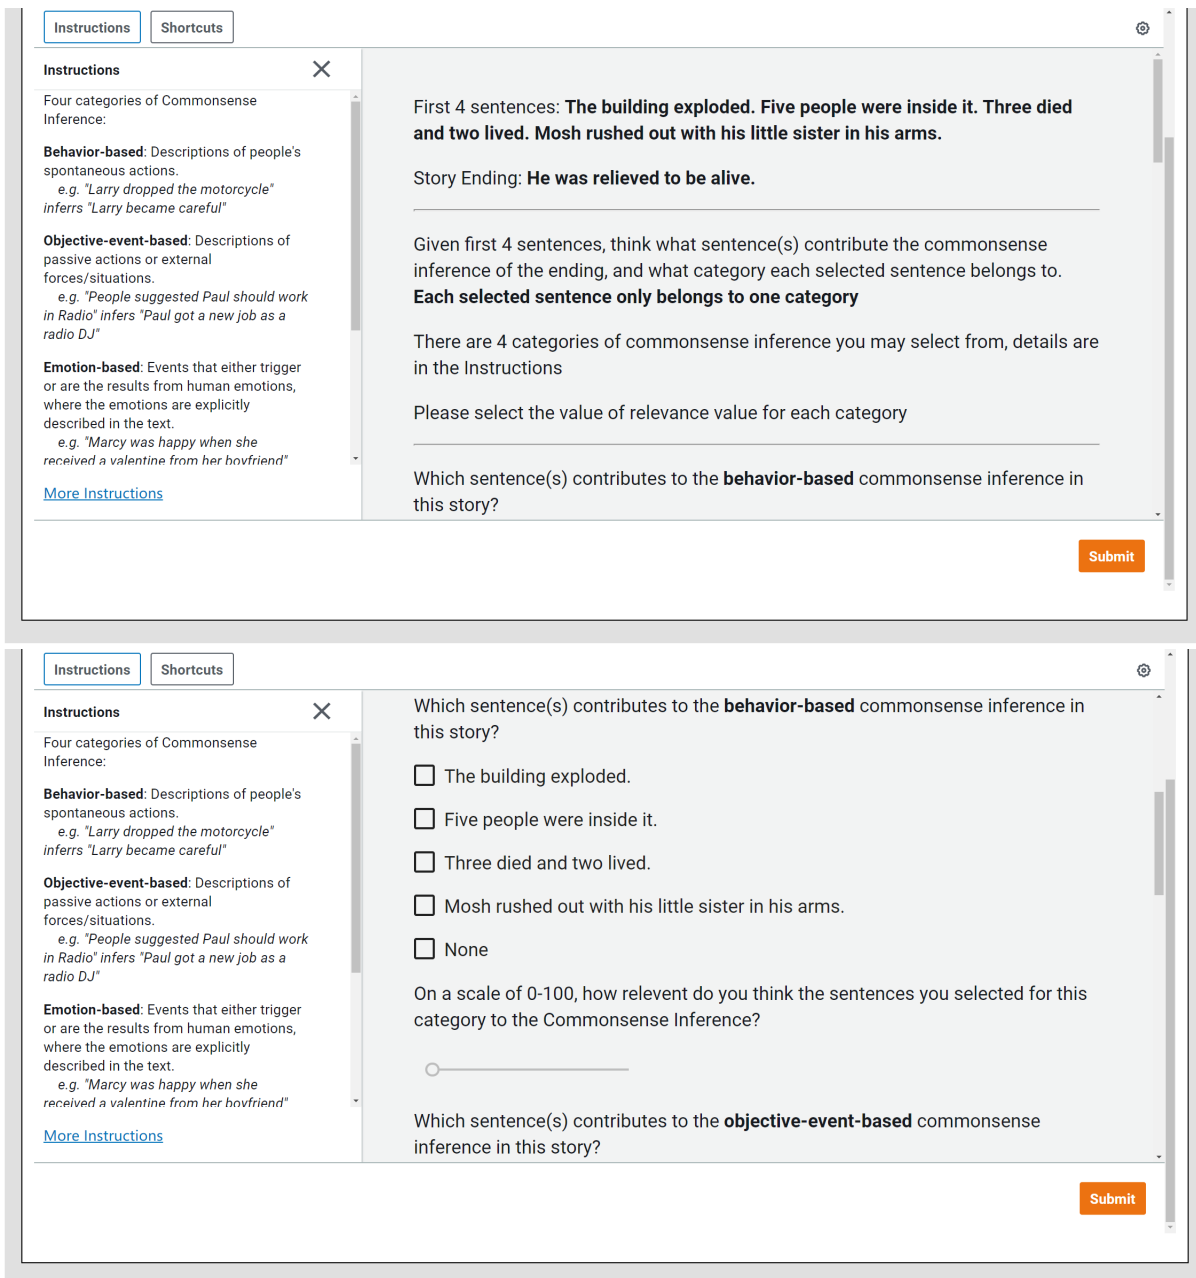 Instructions
Shortcuts
Instructions
Four categories of Commonsense
Inference:
Behavior-based: Descriptions of people's
spontaneous actions.
e.g. "Larry dropped the motorcycle"
inferrs "Larry became careful"
Objective-event-based: Descriptions of
passive actions or external
forces/situations.
e.g. "People suggested Paul should work
in Radio" infers "Paul got a new job as a
radio DJ"
Emotion-based: Events that either trigger
or are the results from human emotions,
where the emotions are explicitly
described in the text.
e.g. "Marcy was happy when she
received a valentine from her boyfriend"
More Instructions
First 4 sentences: The building exploded. Five people were inside it. Three died
and two lived. Mosh rushed out with his little sister in his arms.
Story Ending: He was relieved to be alive.
Given first 4 sentences, think what sentence(s) contribute the commonsense
inference of the ending, and what category each selected sentence belongs to.
Each selected sentence only belongs to one category
There are 4 categories of commonsense inference you may select from, details are
in the Instructions
Please select the value of relevance value for each category
Which sentence(s) contributes to the behavior-based commonsense inference in
this story?
Submit
Instructions
Shortcuts
Instructions
Four categories of Commonsense
Inference:
Behavior-based: Descriptions of people's
spontaneous actions.
e.g. "Larry dropped the motorcycle"
inferrs "Larry became careful"
Objective-event-based: Descriptions of
passive actions or external
forces/situations.
e.g. "People suggested Paul should work
in Radio" infers "Paul got a new job as a
radio DJ"
Emotion-based: Events that either trigger
or are the results from human emotions,
where the emotions are explicitly
described in the text.
e.g. "Marcy was happy when she
received a valentine from her boyfriend"
More Instructions
Which sentence(s) contributes to the behavior-based commonsense inference in
this story?
The building exploded.
Five people were inside it.
Three died and two lived.
Mosh rushed out with his little sister in his arms.
None
On a scale of 0-100, how relevent do you think the sentences you selected for this
category to the Commonsense Inference?
Which sentence(s) contributes to the objective-event-based commonsense
inference in this story?
Submit